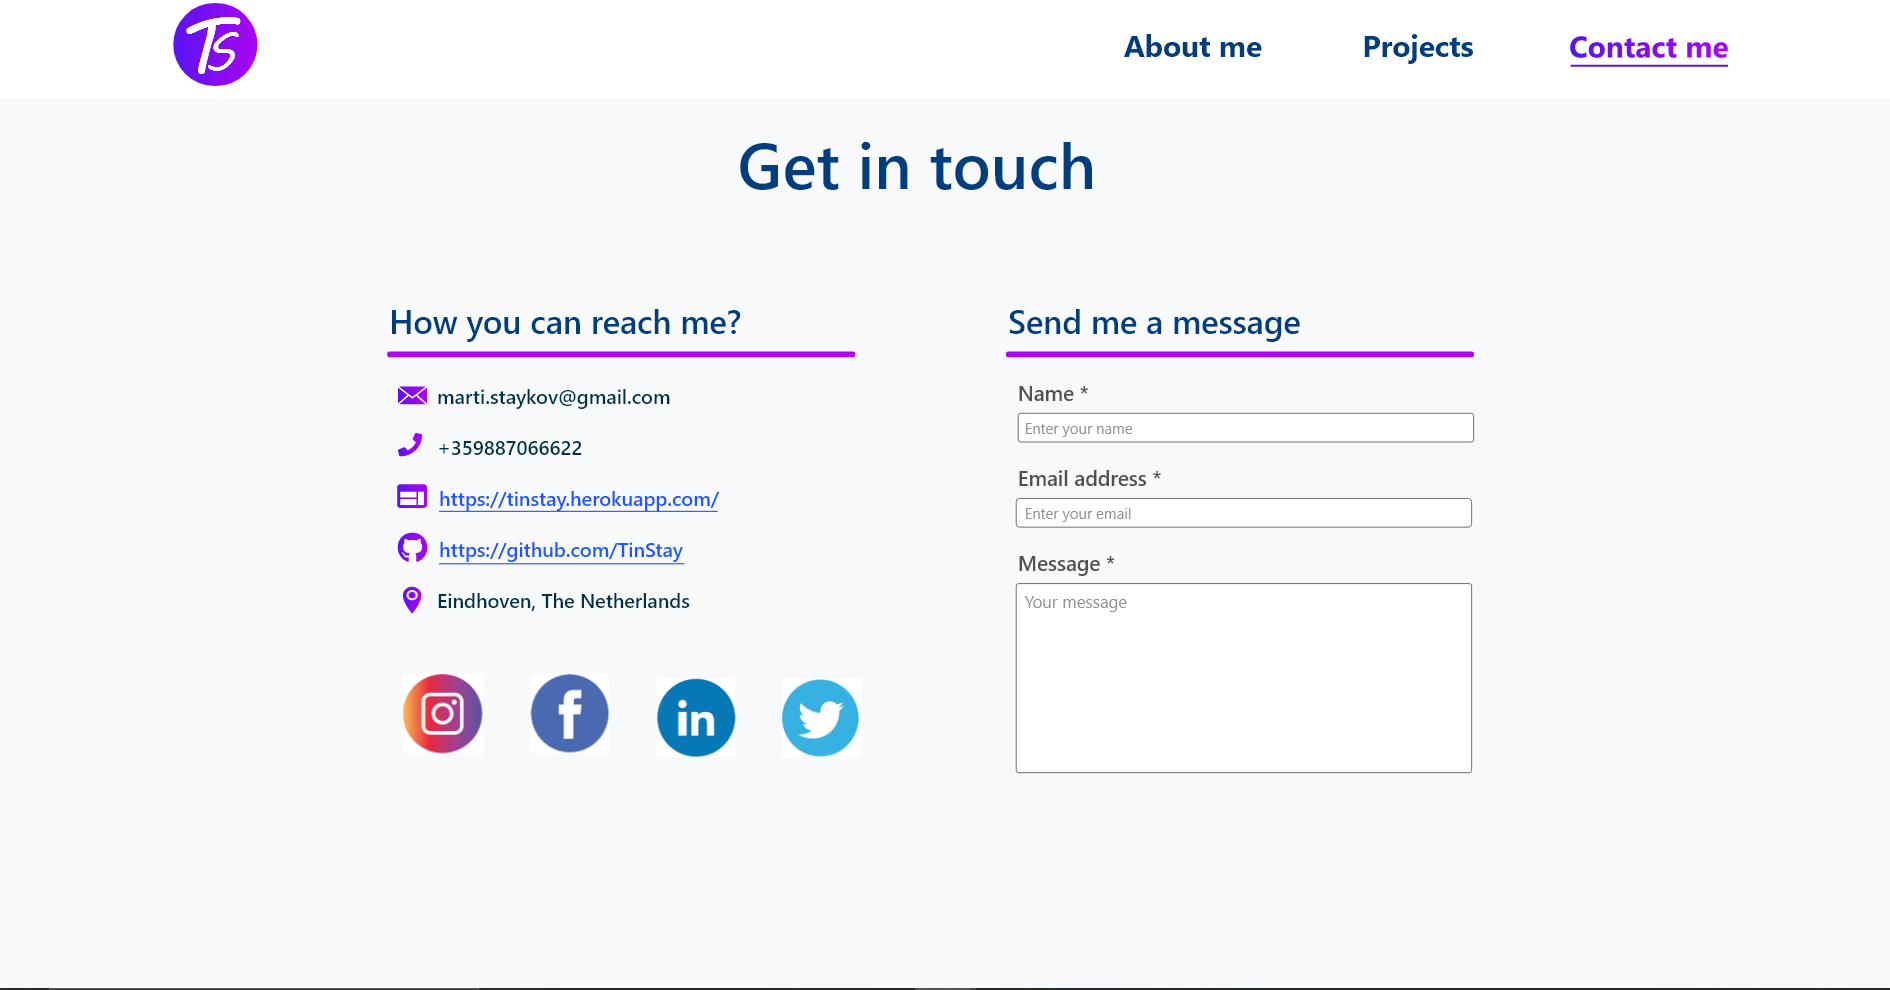 TS
About me
Projects
Contact me
Get in touch
How you can reach me?
marti.staykov@gmail.com
+359887066622
https://tinstay.herokuapp.com/
https://github.com/TinStay
Eindhoven, The Netherlands
f
in
Send me a message
Name *
Enter your name
Email address *
Enter your email
Message *
Your message